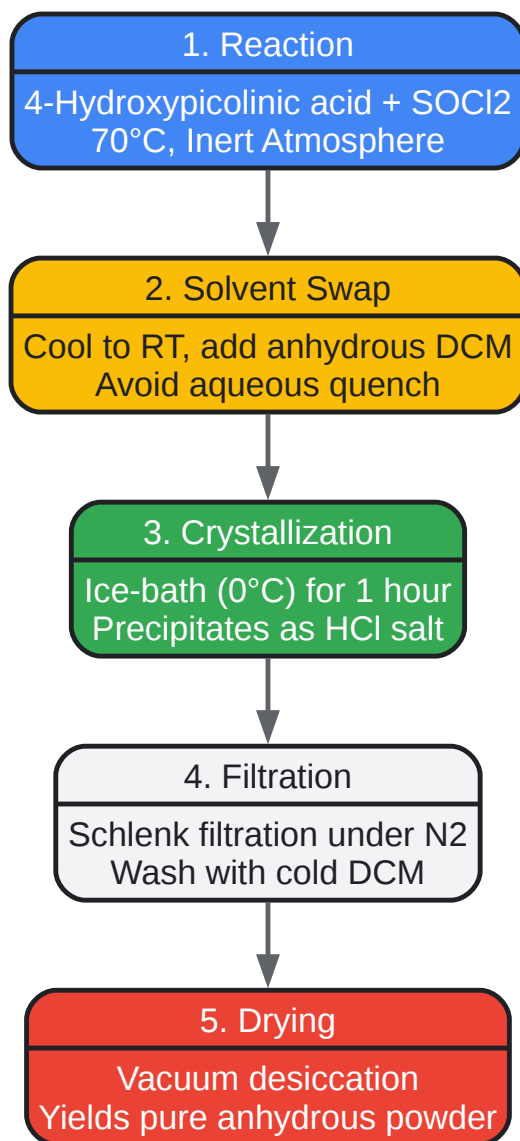 1. Reaction
4-Hydroxypicolinic acid + SOCl2
70°C, Inert Atmosphere
2. Solvent Swap
Cool to RT, add anhydrous DCM
Avoid aqueous quench
3. Crystallization
Ice-bath (0°C) for 1 hour
Precipitates as HCl salt
4. Filtration
Schlenk filtration under N2
Wash with cold DCM
5. Drying
Vacuum desiccation
Yields pure anhydrous powder